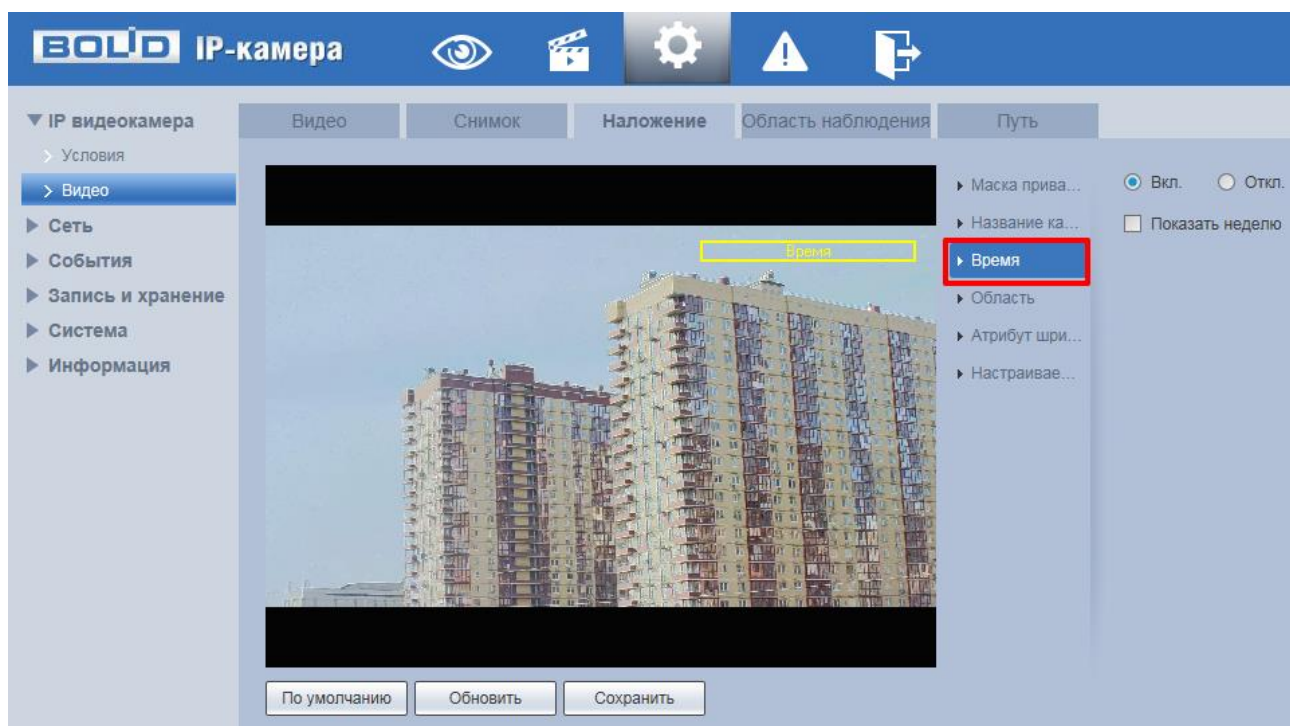 BOLID IP-камера
IP видеокамера
Условия
Видео
Сеть
События
Запись и хранение
Система
Информация
Видео
Снимок
Наложение
Область наблюдения
Путь
Время
Маска прива...
Название ка...
Время
Область
Атрибут шри...
Настраивае...
Вкл.
Откл.
Показать неделю
По умолчанию
Обновить
Сохранить